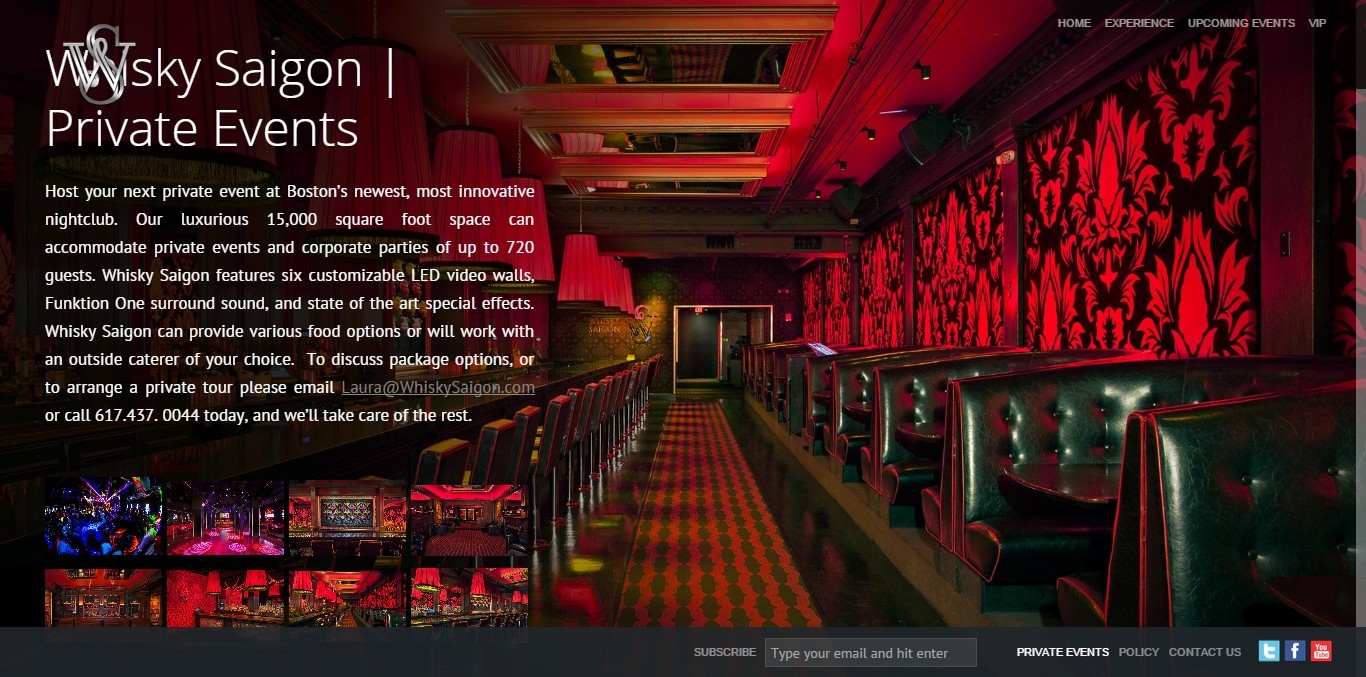 HOME EXPERIENCE UPCOMING EVENTS VIP
WS
Whisky Saigon |
Private Events
Host your next private event at Boston’s newest, most innovative
nightclub. Our luxurious 15,000 square foot space can
accommodate private events and corporate parties of up to 720
guests. Whisky Saigon features six customizable LED video walls,
Funktion One surround sound, and state of the art special effects.
Whisky Saigon can provide various food options or will work with
an outside caterer of your choice. To discuss package options, or
to arrange a private tour please email Laura@WhiskySaigon.com
or call 617.437. 0044 today, and we’ll take care of the rest.
SAIGON
SUBSCRIBE Type your email and hit enter PRIVATE EVENTS POLICY CONTACT US t f You Tube